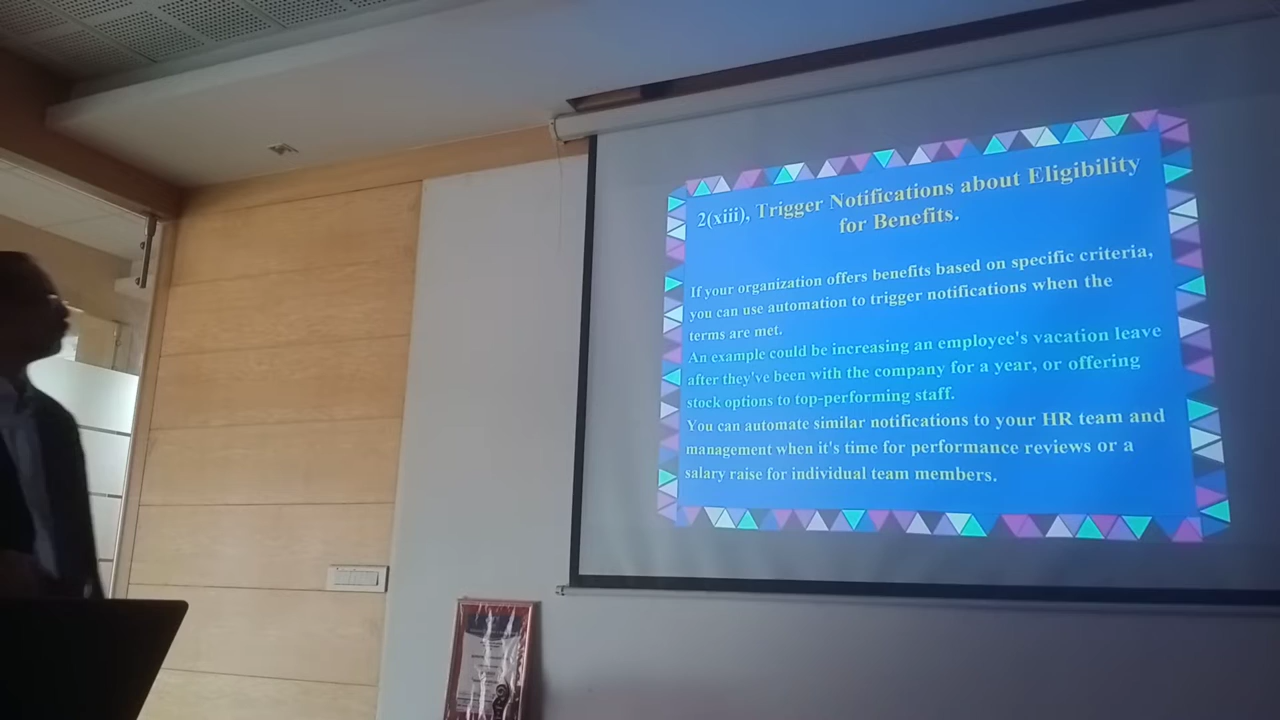 2(xiii), Trigger Notifications about Eligibility
for Benefits.
If your organization offers benefits based on specific criteria,
you can use automation to trigger notifications when the
terms are met.
An example could be increasing an employee's vacation leave
after they've been with the company for a year, or offering
stock options to top-performing staff.
You can automate similar notifications to your HR team and
management when it's time for performance reviews or a
salary raise for individual team members.